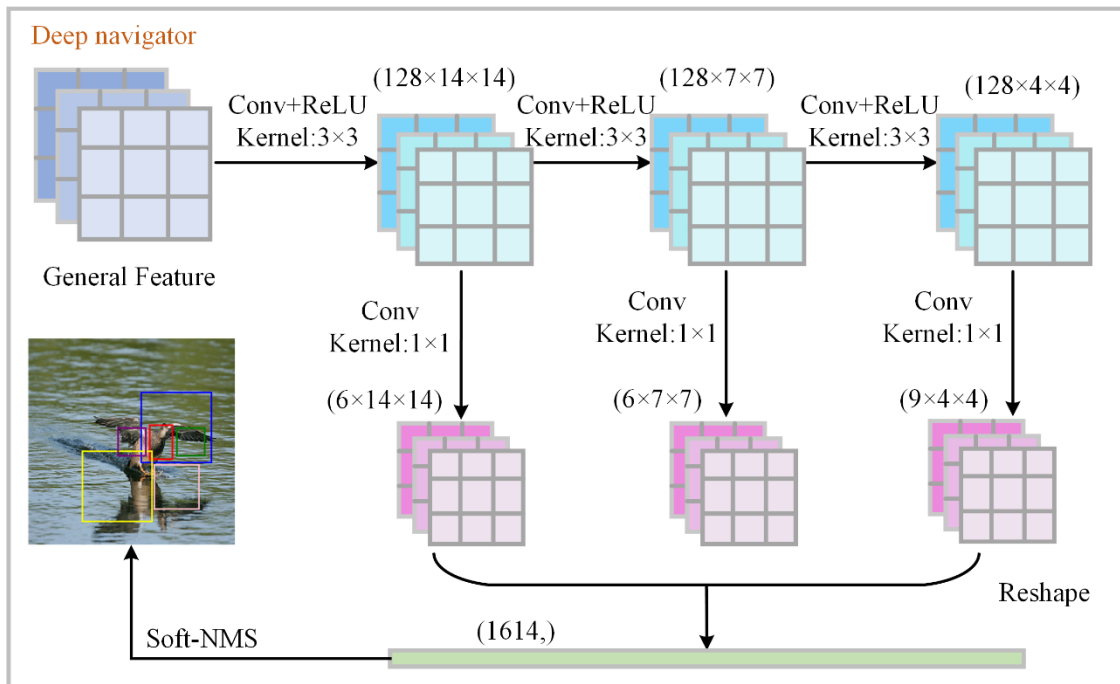 Deep navigator
(128×14×14)
(128×7×7)
(128×4×4)
Conv+ReLU
Kernel:3×3
Conv+ReLU
Kernel:3×3
Conv+ReLU
Kernel:3×3
General Feature
Conv
Kernel:1×1
Conv
Kernel:1×1
Conv
Kernel:1×1
(6×14×14)
(6×7×7)
(9×4×4)
Reshape
Soft-NMS
(1614,)